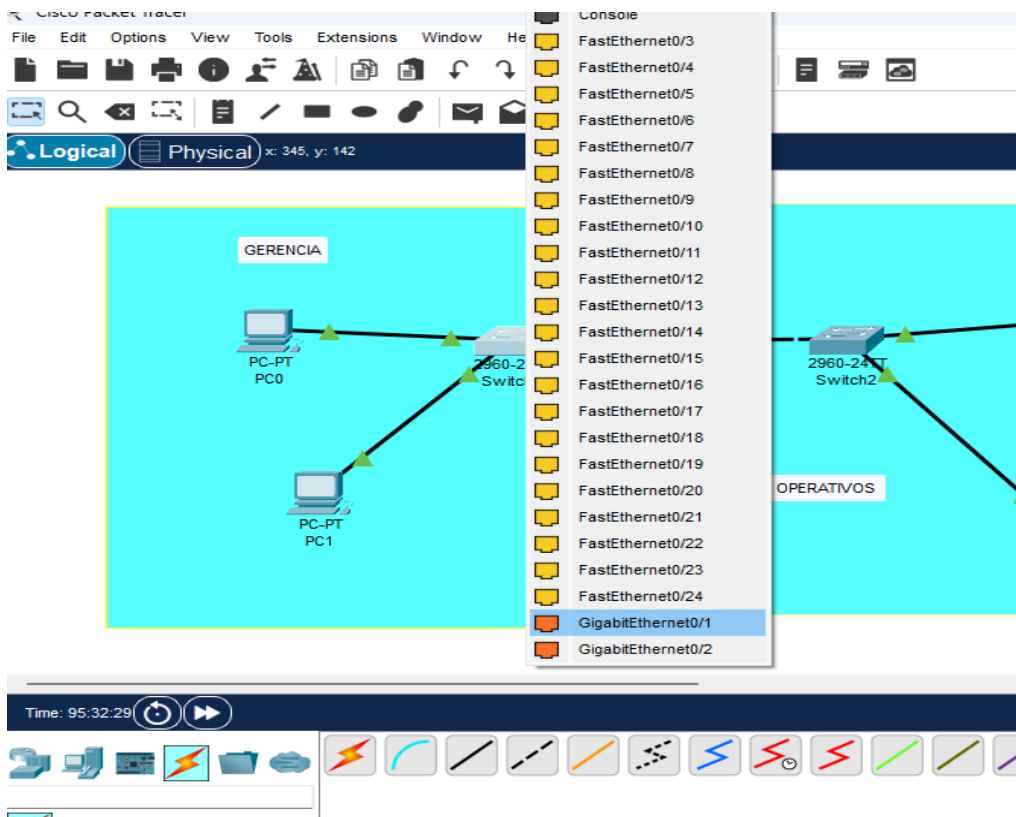 Cisco Packet Tracer
Console
File Edit Options View Tools Extensions Window He
FastEthernet0/3
FastEthernet0/4
FastEthernet0/5
FastEthernet0/6
FastEthernet0/7
FastEthernet0/8
FastEthernet0/9
FastEthernet0/10
FastEthernet0/11
FastEthernet0/12
FastEthernet0/13
FastEthernet0/14
FastEthernet0/15
FastEthernet0/16
FastEthernet0/17
FastEthernet0/18
FastEthernet0/19
FastEthernet0/20
FastEthernet0/21
FastEthernet0/22
FastEthernet0/23
FastEthernet0/24
GigabitEthernet0/1
GigabitEthernet0/2
Logical Physical x: 345, y: 142
GERENCIA
PC-PT
PC0
2960-2
Switc
PC-PT
PC1
2960-24TT
Switch2
OPERATIVOS
Time: 95:32:29